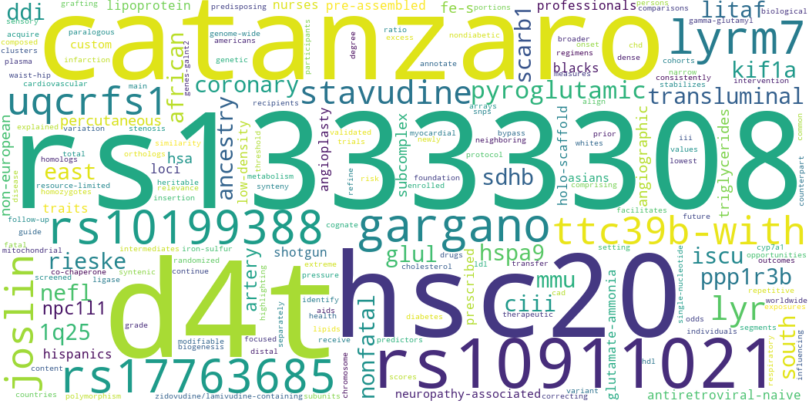 grafting lipoprotein predisposing nurses pre-assembled fe-s portions professionals comparisons
ddi catanzaro litaf
sensory acquire paralogous genome-wide broader biological
composed americans custom ratio degree onset chd gamma-glutamyl
clusters infarction genetic excess nondiabetic dense cohorts lyrm7
plasma waist-hip main genes-gaint2 participants annotate measures narrow consistently intervention
cardiovascular african scarb1 blacks regimens stabilizes kif1a
uqcrfs1 coronary stavudine pyroglutamic transluminal
percutaneous recipients arrays align
explained variation stenosis ancestry low-density angioplasty validated trials myocardial bypass snps newly prior neighboring
non-european total similarity threshold subcomplex whites protocol iii holo-scaffold angiographic triglycerides
rs13333308
disease homologs orthologs hsa metabolism risk foundation values counterpart
east resource-limited relevance loci synteny refine enrolled sdhb lowest asians common
traits homozygotes heritable insertion comprising
rs10199388 gargano ttc39b-with
follow-up guide cognate facilitates future
fatal intermediates iron-sulfur drugs transfer setting cyp7a1 outcomes
mitochondrial rieske co-chaperone syntenic randomized shotgun glul hspa9 prescribed mmu iscu opportunities
joslin nefl screened ligase continue extreme pressure cholesterol ldl worldwide
npc1l1 d4t hsc20 ppp1r3b
artery highlighting identify aids health ciii cad therapeutic glutamate-ammonia single-nucleotide repetitive exposures
1q25 grade modifiable biogenesis separately lipids diabetes odds lyr south respiratory influencing
hispanics focused receive nonfatal predictors hdl individuals segments
content rs17763685 distal chromosome scores rs10911021 variant
countries polymorphism zidovudine/lamivudine-containing subunits neuropathy-associated correcting antiretroviral-naive